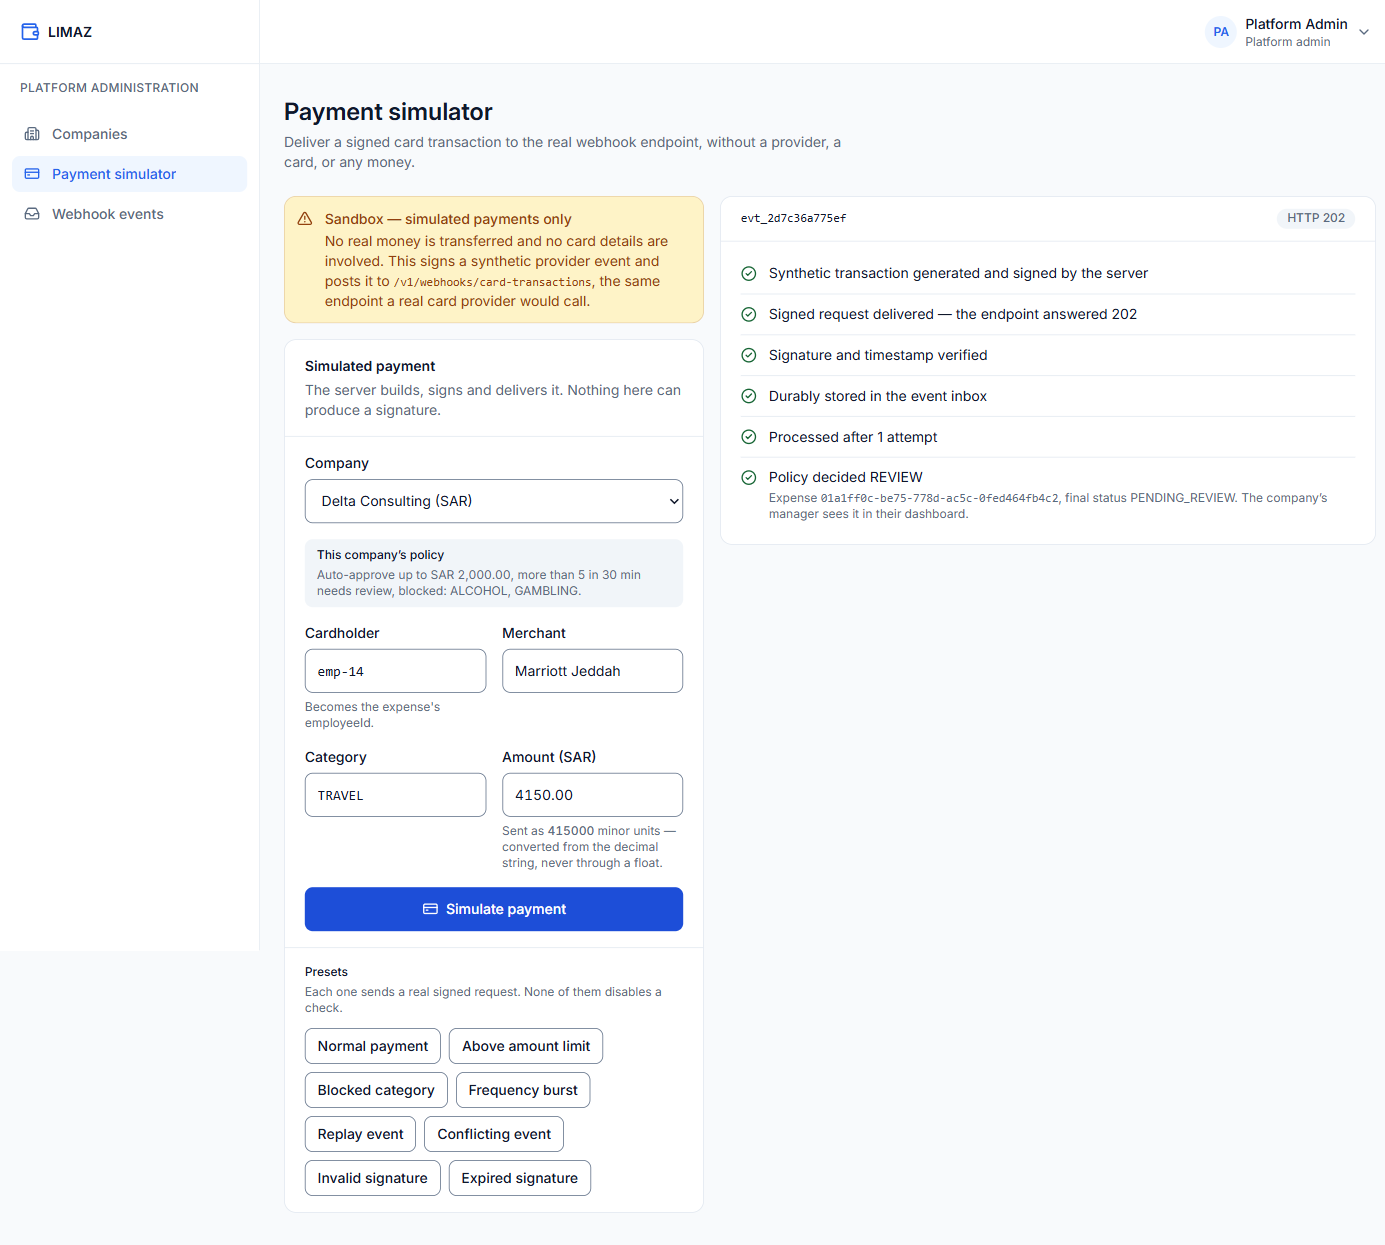 LIMAZ
PA
Platform Admin
Platform admin
PLATFORM ADMINISTRATION
Companies
Payment simulator
Webhook events
Payment simulator
Deliver a signed card transaction to the real webhook endpoint, without a provider, a
card, or any money.
Sandbox — simulated payments only
No real money is transferred and no card details are
involved. This signs a synthetic provider event and
posts it to /v1/webhooks/card-transactions, the same
endpoint a real card provider would call.
Simulated payment
The server builds, signs and delivers it. Nothing here can
produce a signature.
Company
Delta Consulting (SAR)
This company's policy
Auto-approve up to SAR 2,000.00, more than 5 in 30 min
needs review, blocked: ALCOHOL, GAMBLING.
Cardholder
emp-14
Becomes the expense's
employeeId.
Merchant
Marriott Jeddah
Category
TRAVEL
Amount (SAR)
4150.00
Sent as 415000 minor units —
converted from the decimal
string, never through a float.
Simulate payment
Presets
Each one sends a real signed request. None of them disables a
check.
Normal payment
Above amount limit
Blocked category
Frequency burst
Replay event
Conflicting event
Invalid signature
Expired signature
evt_2d7c36a775ef
HTTP 202
Synthetic transaction generated and signed by the server
Signed request delivered — the endpoint answered 202
Signature and timestamp verified
Durably stored in the event inbox
Processed after 1 attempt
Policy decided REVIEW
Expense 01a1ff0c-be75-778d-ac5c-0fed464fb4c2, final status PENDING_REVIEW. The company's
manager sees it in their dashboard.